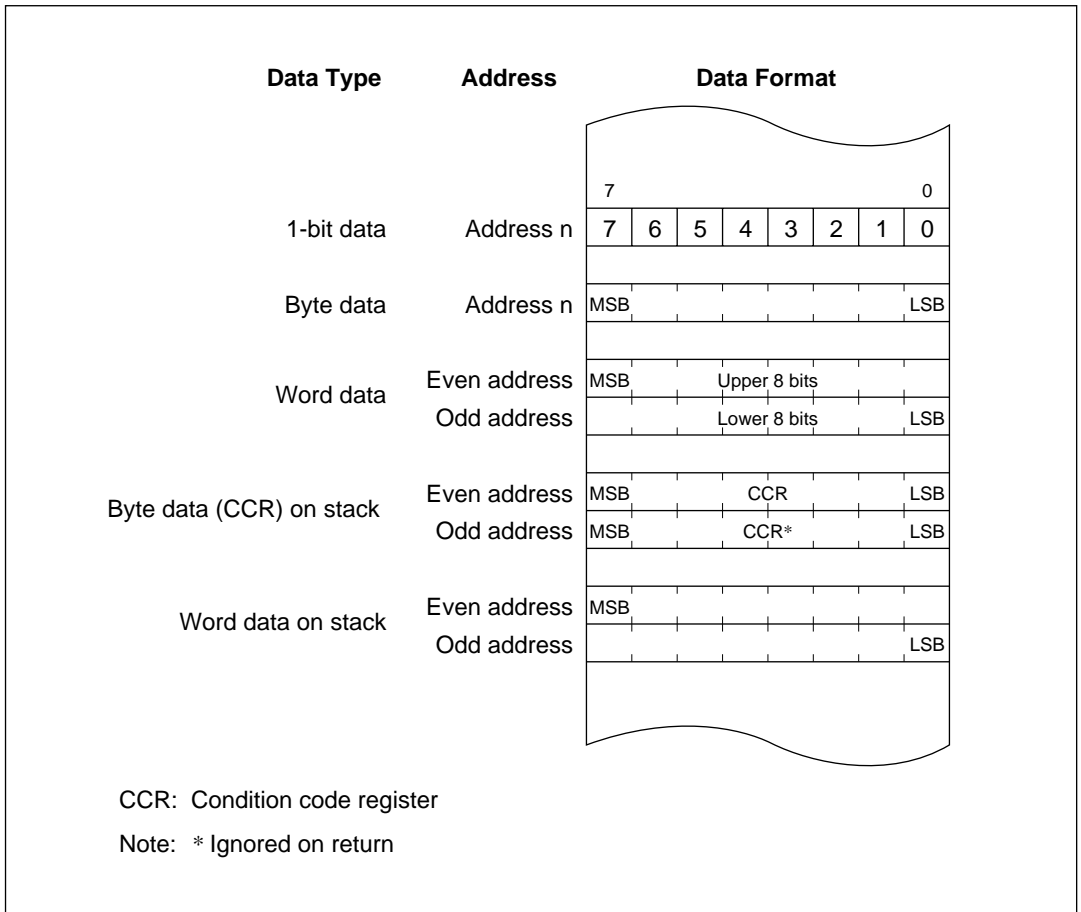 Data Type Address Data Format
7 0
1-bit data Address n 7 6 5 4 3 2 1 0
Byte data Address n MSB LSB
Word data Even address MSB Upper 8 bits
Odd address Lower 8 bits LSB
Byte data (CCR) on stack Even address MSB CCR LSB
Odd address MSB CCR* LSB
Word data on stack Even address MSB
Odd address LSB
CCR: Condition code register
Note: * Ignored on return